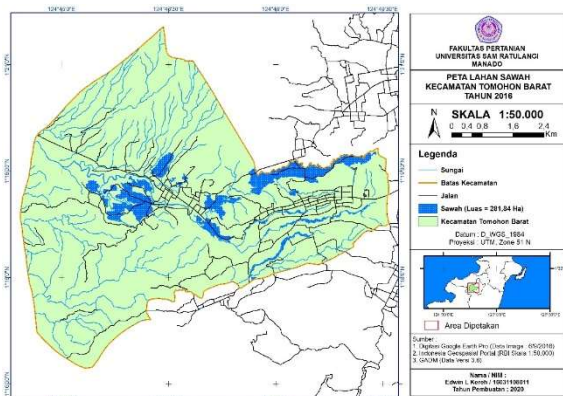 FAKULTAS PERTANIAN
UNIVERSITAS SAM RATULANGI
MANADO
PETA LAHAN SAWAH
KECAMATAN TOMOHON BARAT
TAHUN 2016
N
SKALA 1:50.000
0 0,4 0,8 1,6 2,4
Km
Legenda
Sungai
Batas Kecamatan
Jalan
Sawah (Luas = 281,84 Ha)
Kecamatan Tomohon Barat
Datum : D_WGS_1984
Proyeksi : UTM, Zone 51 N
Area Dipetakan
Sumber :
1. Digitasi Google Earth Pro (Data Image : 6/9/2016)
2. Indonesia Geospasial Portal (RBI Skala 1:50,000)
3. GADM (Data Versi 3.6)
Nama / NIM :
Edwin L Koroh /
Tahun Pembuatan : 2020